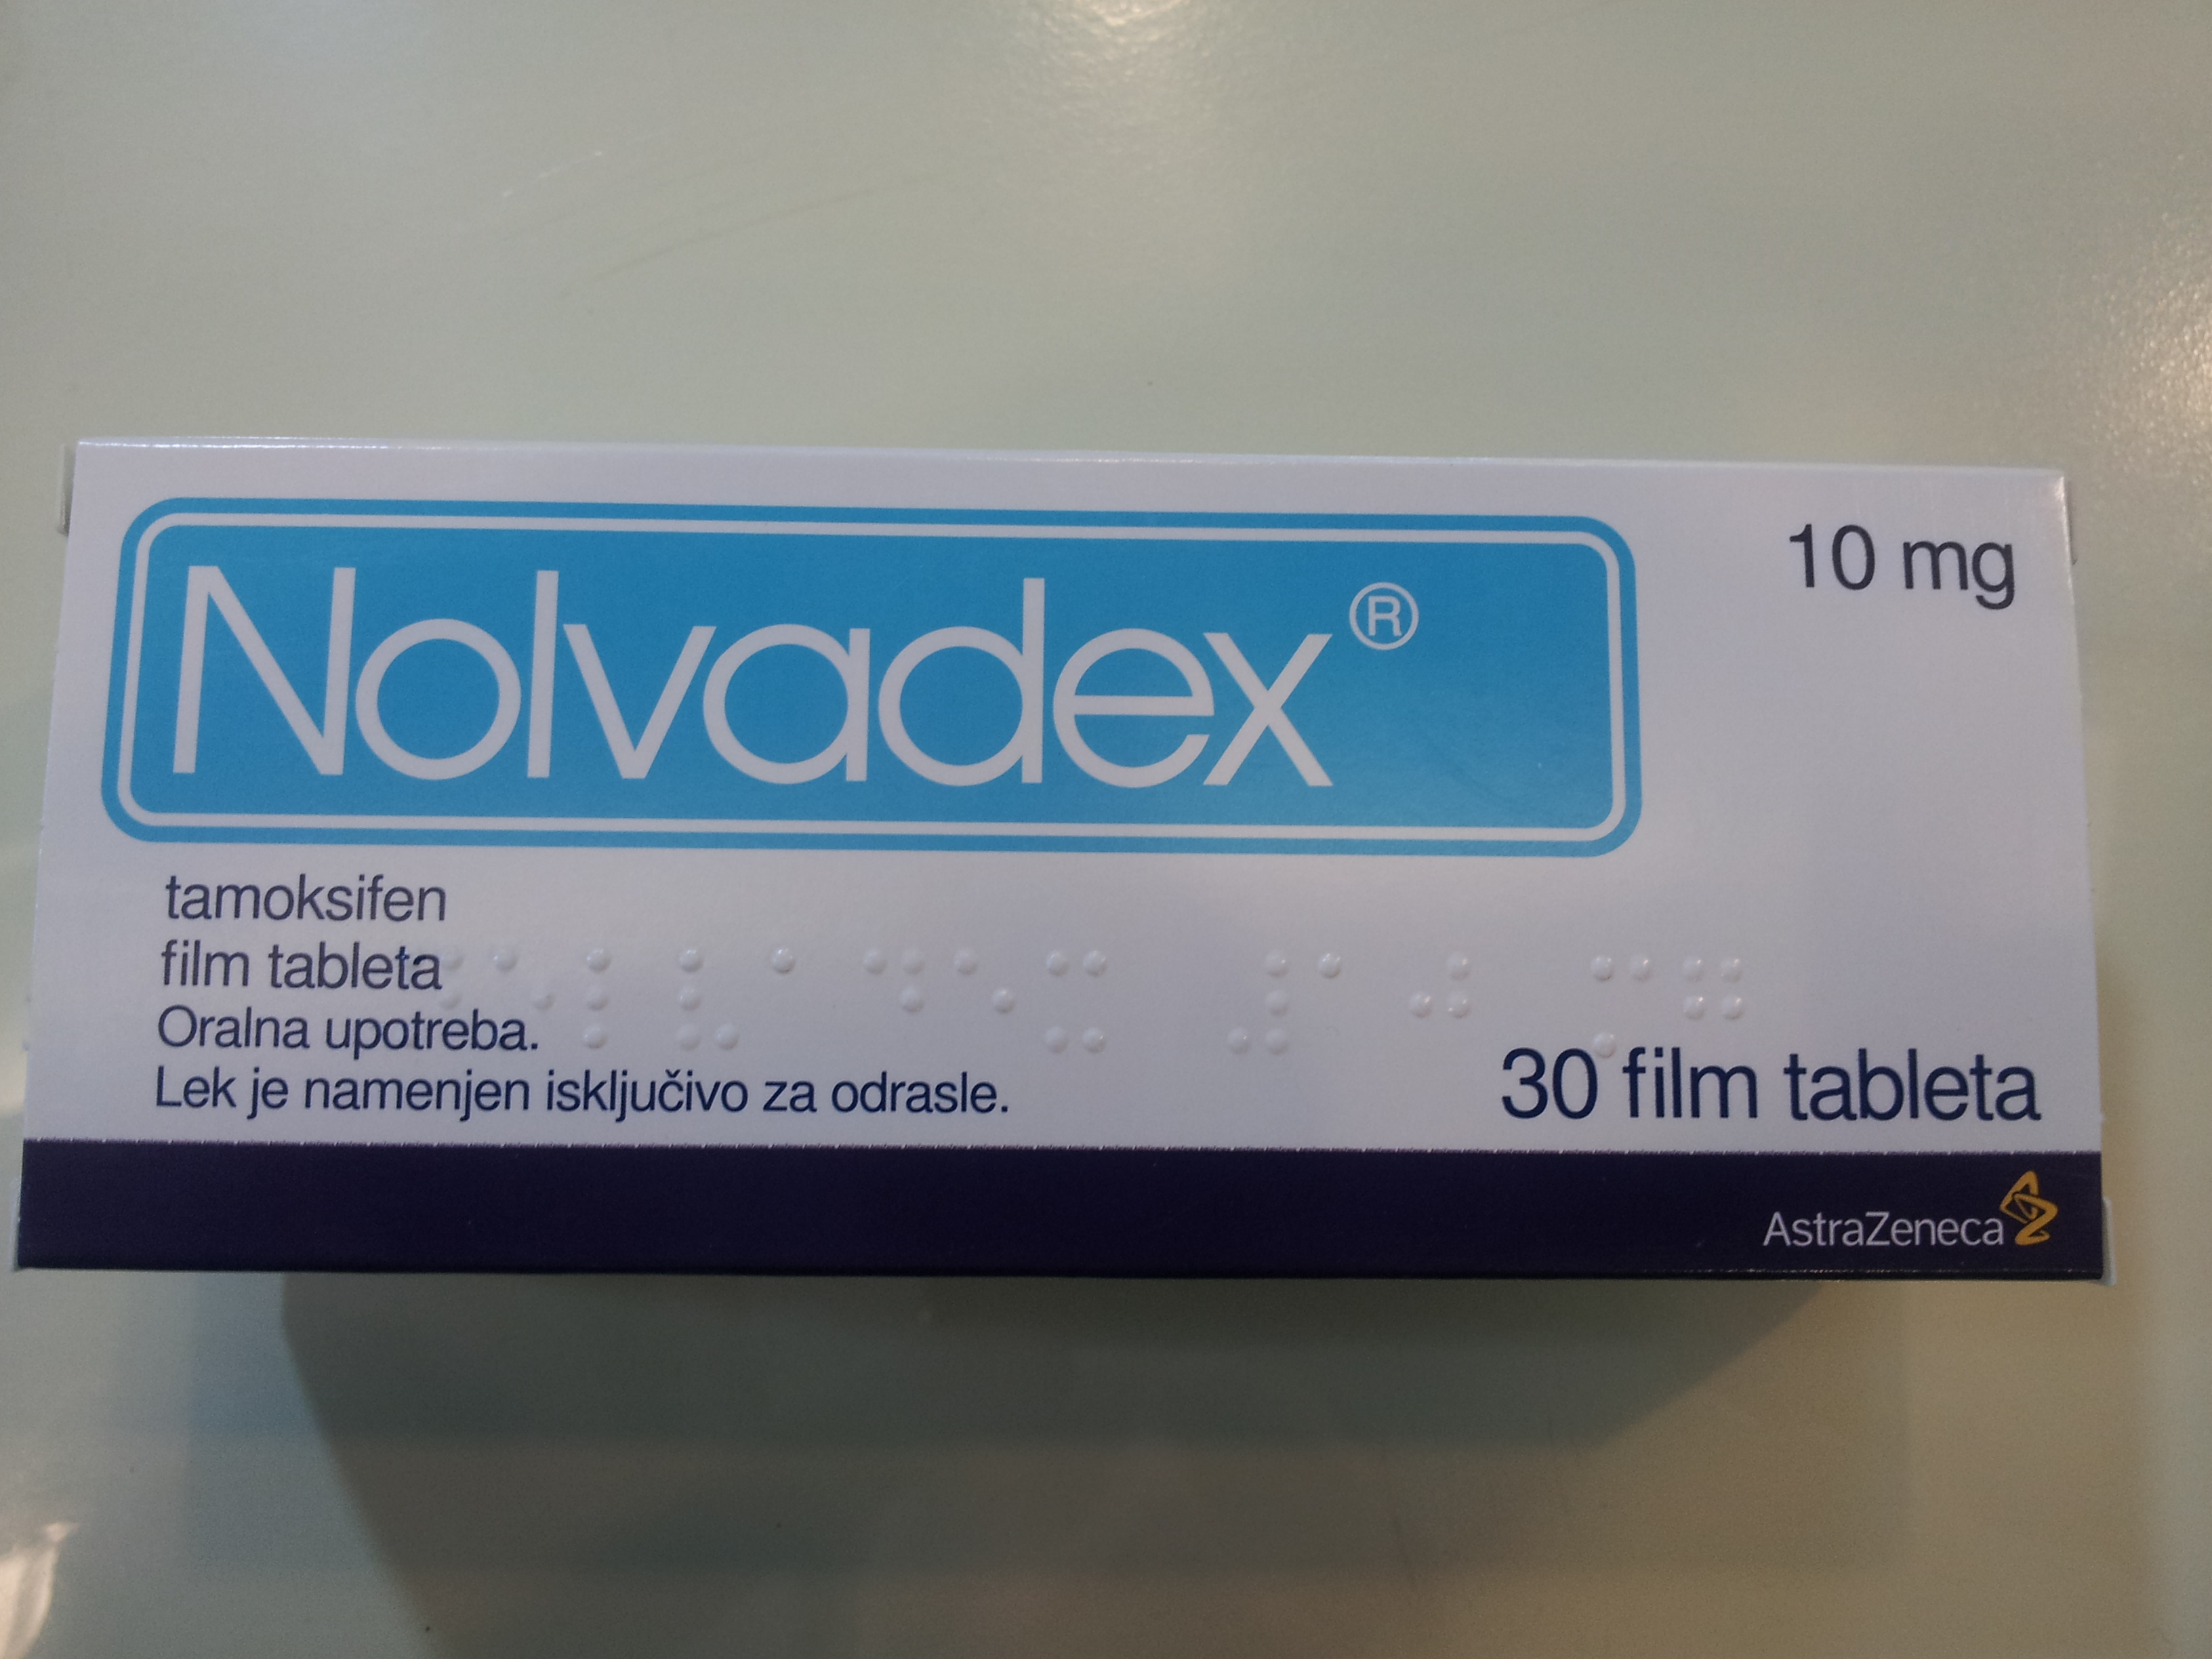 Nolvadex®
10 mg
tamoksifen
film tableta
Oralna upotreba.
Lek je namenjen isključivo za odrasle.
30 film tableta
AstraZeneca